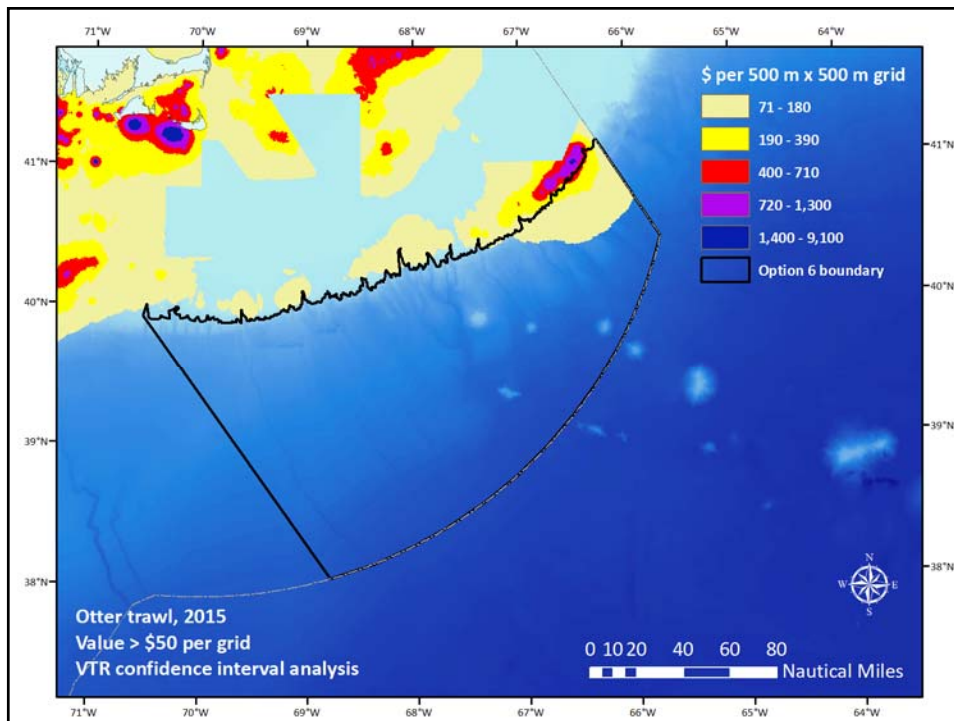 71°W 70°W 69°W 68°W 67°W 66°W 65°W 64°W
41°N 41°N
40°N 40°N
39°N 39°N
38°N 38°N
$ per 500 m x 500 m grid
71 - 180
190 - 390
400 - 710
720 - 1,300
1,400 - 9,100
Option 6 boundary
N
W E
S
Otter trawl, 2015
Value > $50 per grid
VTR confidence interval analysis
0 10 20 40 60 80
Nautical Miles
71°W 70°W 69°W 68°W 67°W 66°W 65°W 64°W